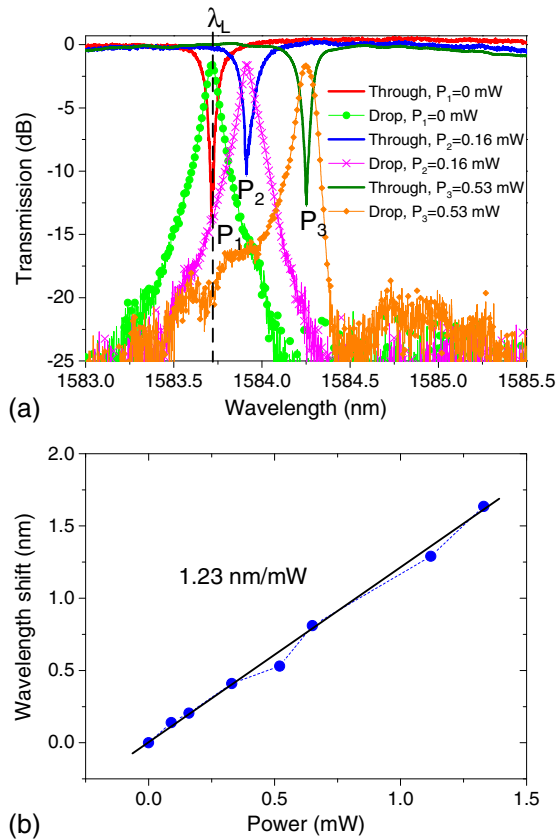 λL
0
-5
-10
-15
-20
-25
Transmission (dB)
Through, P1=0 mW
Drop, P1=0 mW
Through, P2=0.16 mW
Drop, P2=0.16 mW
Through, P3=0.53 mW
Drop, P3=0.53 mW
P1
P2
P3
1583.0 1583.5 1584.0 1584.5 1585.0 1585.5
Wavelength (nm)
(a)
2.0
1.5
1.0
0.5
0.0
Wavelength shift (nm)
1.23 nm/mW
0.0 0.5 1.0 1.5
Power (mW)
(b)